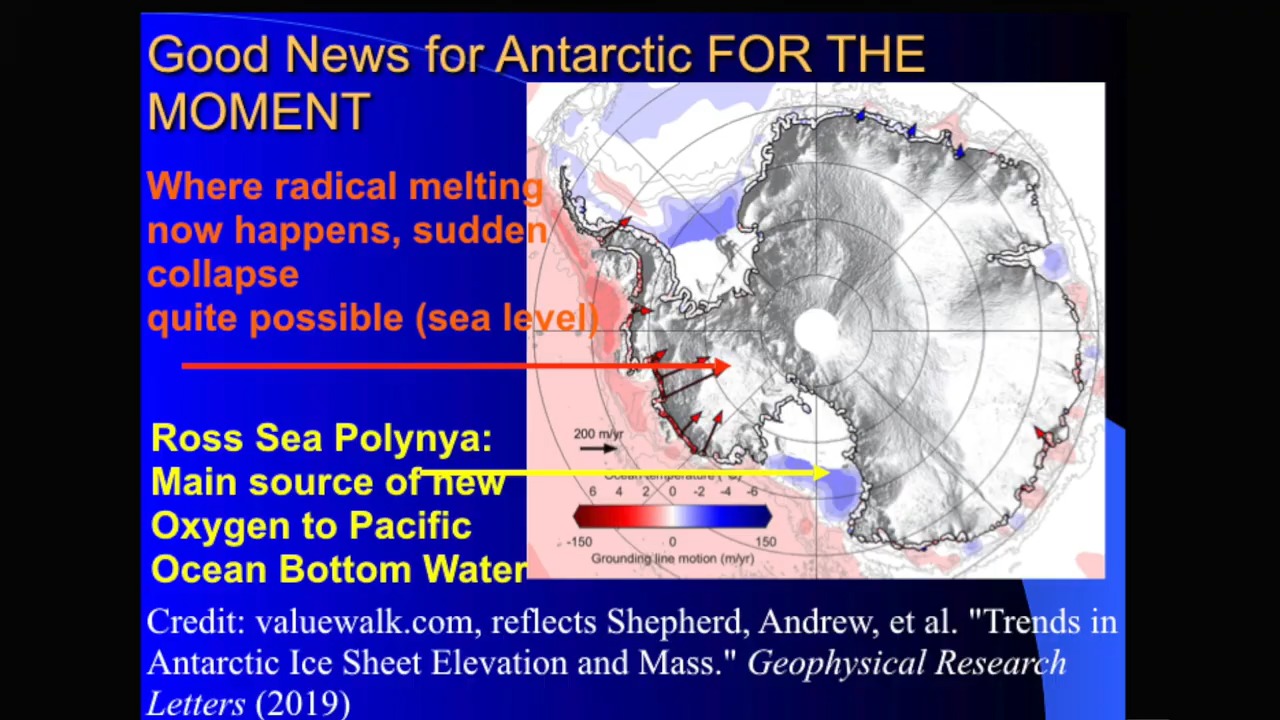 Good News for Antarctic FOR THE
MOMENT
Where radical melting
now happens, sudden
collapse
quite possible (sea level)
Ross Sea Polynya:
Main source of new
Oxygen to Pacific
Ocean Bottom Water
200 m/yr
Ocean temperature
6 4 2 0 -2 -4 -6
-150 0 150
Grounding line motion (m/yr)
Credit: valuewalk.com, reflects Shepherd, Andrew, et al. "Trends in
Antarctic Ice Sheet Elevation and Mass." Geophysical Research
Letters (2019)